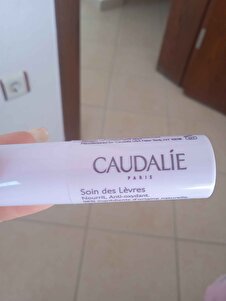 CAUDALIE
PARIS
Soin des Lèvres
Nourrit, Anti-oxydant.